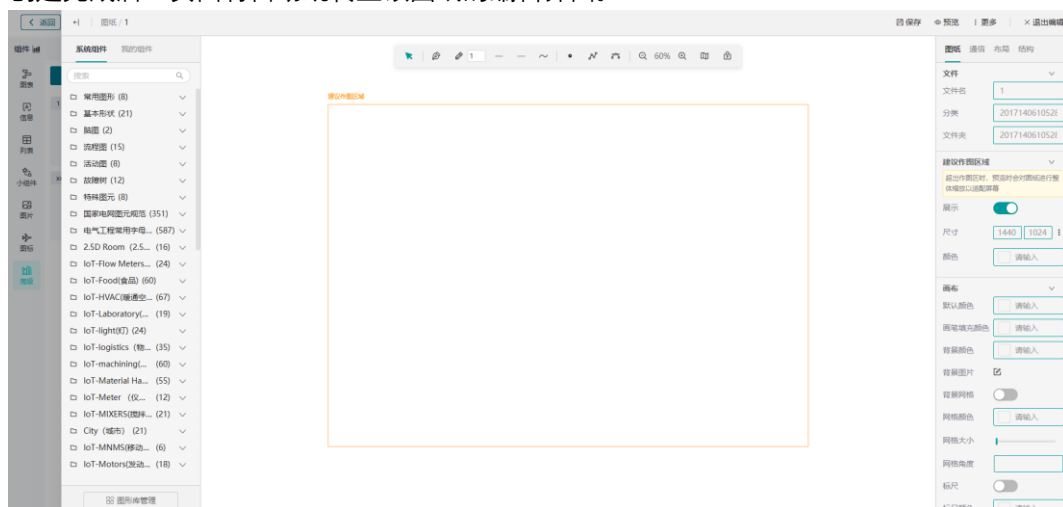 返回
图纸 / 1
保存
预览
更多
退出编辑
组件
图表
信息
列表
小组件
图片
图标
高级
系统组件 我的组件
搜索
常用图形 (8)
基本形状 (21)
脑图 (2)
流程图 (15)
活动图 (8)
故障树 (12)
特殊图元 (8)
国家电网图元规范 (351)
电气工程常用字母... (587)
2.5D Room (2.5... (16)
IoT-Flow Meters... (24)
IoT-Food(食品) (60)
IoT-HVAC(暖通空... (67)
IoT-Laboratory(... (19)
IoT-light(灯) (24)
IoT-logistics (物... (35)
IoT-machining(... (60)
IoT-Material Ha... (55)
IoT-Meter (仪... (12)
IoT-MIXERS(搅拌... (21)
City (城市) (21)
IoT-MNMS(移动... (6)
IoT-Motors(发动... (18)
图形库管理
1
60%
建议作图区域
图纸 通信 布局 结构
文件
文件名 1
分类 201714061052
文件夹 201714061052
建议作图区域
超出作图区时，预览时会对图纸进行整
体缩放以适配屏幕
展示
尺寸 1440 1024
颜色 请输入
画布
默认颜色 请输入
画笔填充颜色 请输入
背景颜色 请输入
背景图片
背景网格
网格颜色 请输入
网格大小
网格角度
标尺